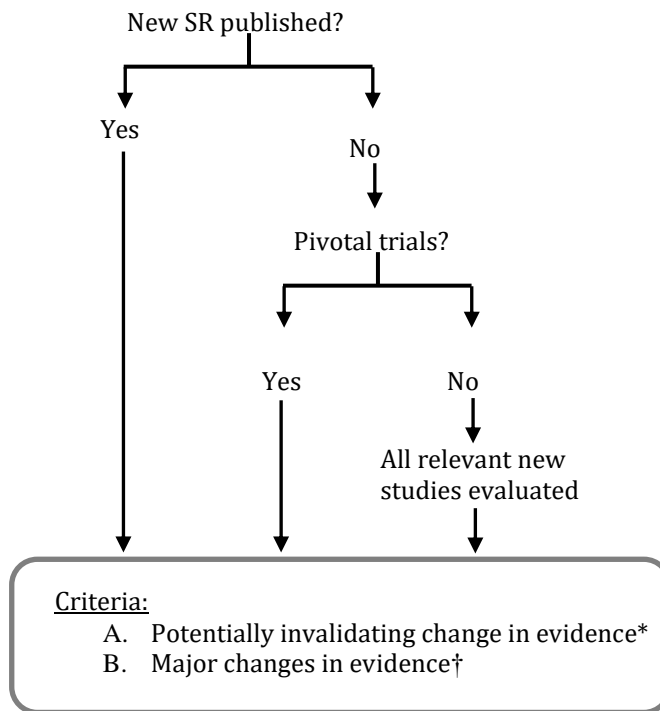 New SR published?
Yes
No
Pivotal trials?
Yes
No
All relevant new
studies evaluated
Criteria:
A. Potentially invalidating change in evidence*
B. Major changes in evidence†